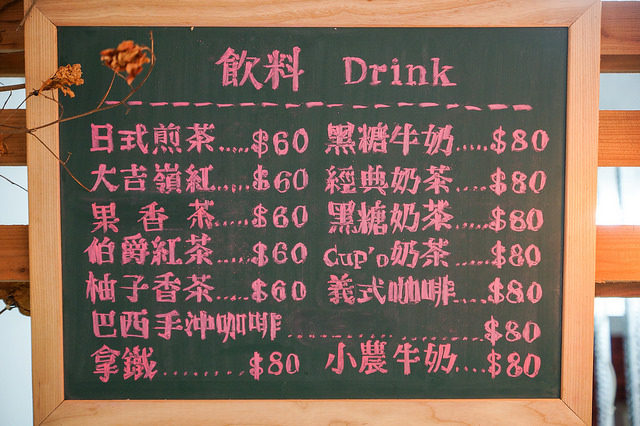 飲料 Drink
日式煎茶.....$60 黑糖牛奶.....$80
大吉嶺紅.....$60 經典奶茶....$80
果香茶.....$60 黑糖奶茶....$80
伯爵紅茶....$60 Cup'o奶茶....$80
柚子香茶....$60 義式咖啡....$80
巴西手沖咖啡....................$80
拿鐵........$80 小農牛奶....$80